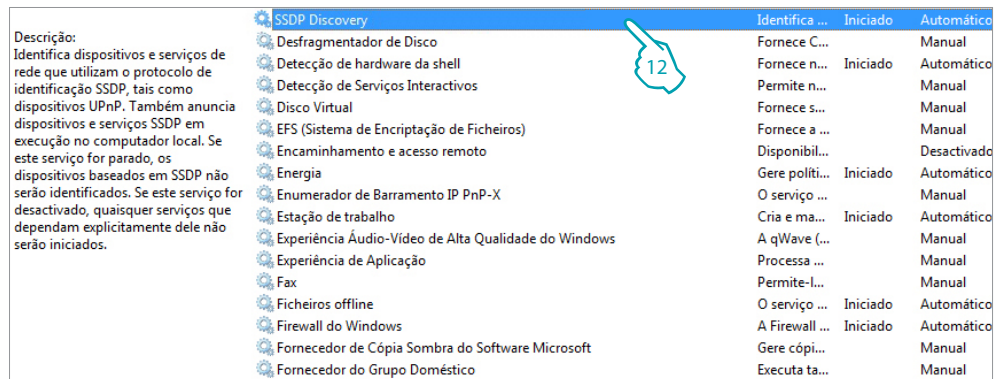 Descrição:
Identifica dispositivos e serviços de
rede que utilizam o protocolo de
identificação SSDP, tais como
dispositivos UPnP. Também anuncia
dispositivos e serviços SSDP em
execução no computador local. Se
este serviço for parado, os
dispositivos baseados em SSDP não
serão identificados. Se este serviço for
desactivado, quaisquer serviços que
dependam explicitamente dele não
serão iniciados.
SSDP Discovery Identifica ... Iniciado Automático
12
Desfragmentador de Disco Fornece C... Manual
Detecção de hardware da shell Fornece n... Iniciado Automático
Detecção de Serviços Interactivos Permite n... Manual
Disco Virtual Fornece s... Manual
EFS (Sistema de Encriptação de Ficheiros) Fornece a ... Manual
Encaminhamento e acesso remoto Disponibil... Desactivado
Energia Gere políti... Iniciado Automático
Enumerador de Barramento IP PnP-X O serviço ... Manual
Estação de trabalho Cria e ma... Iniciado Automático
Experiência Áudio-Vídeo de Alta Qualidade do Windows A qWave (... Manual
Experiência de Aplicação Processa ... Manual
Fax Permite-l... Manual
Ficheiros offline O serviço ... Iniciado Automático
Firewall do Windows A Firewall ... Iniciado Automático
Fornecedor de Cópia Sombra do Software Microsoft Gere cópi... Manual
Fornecedor do Grupo Doméstico Executa ta... Manual